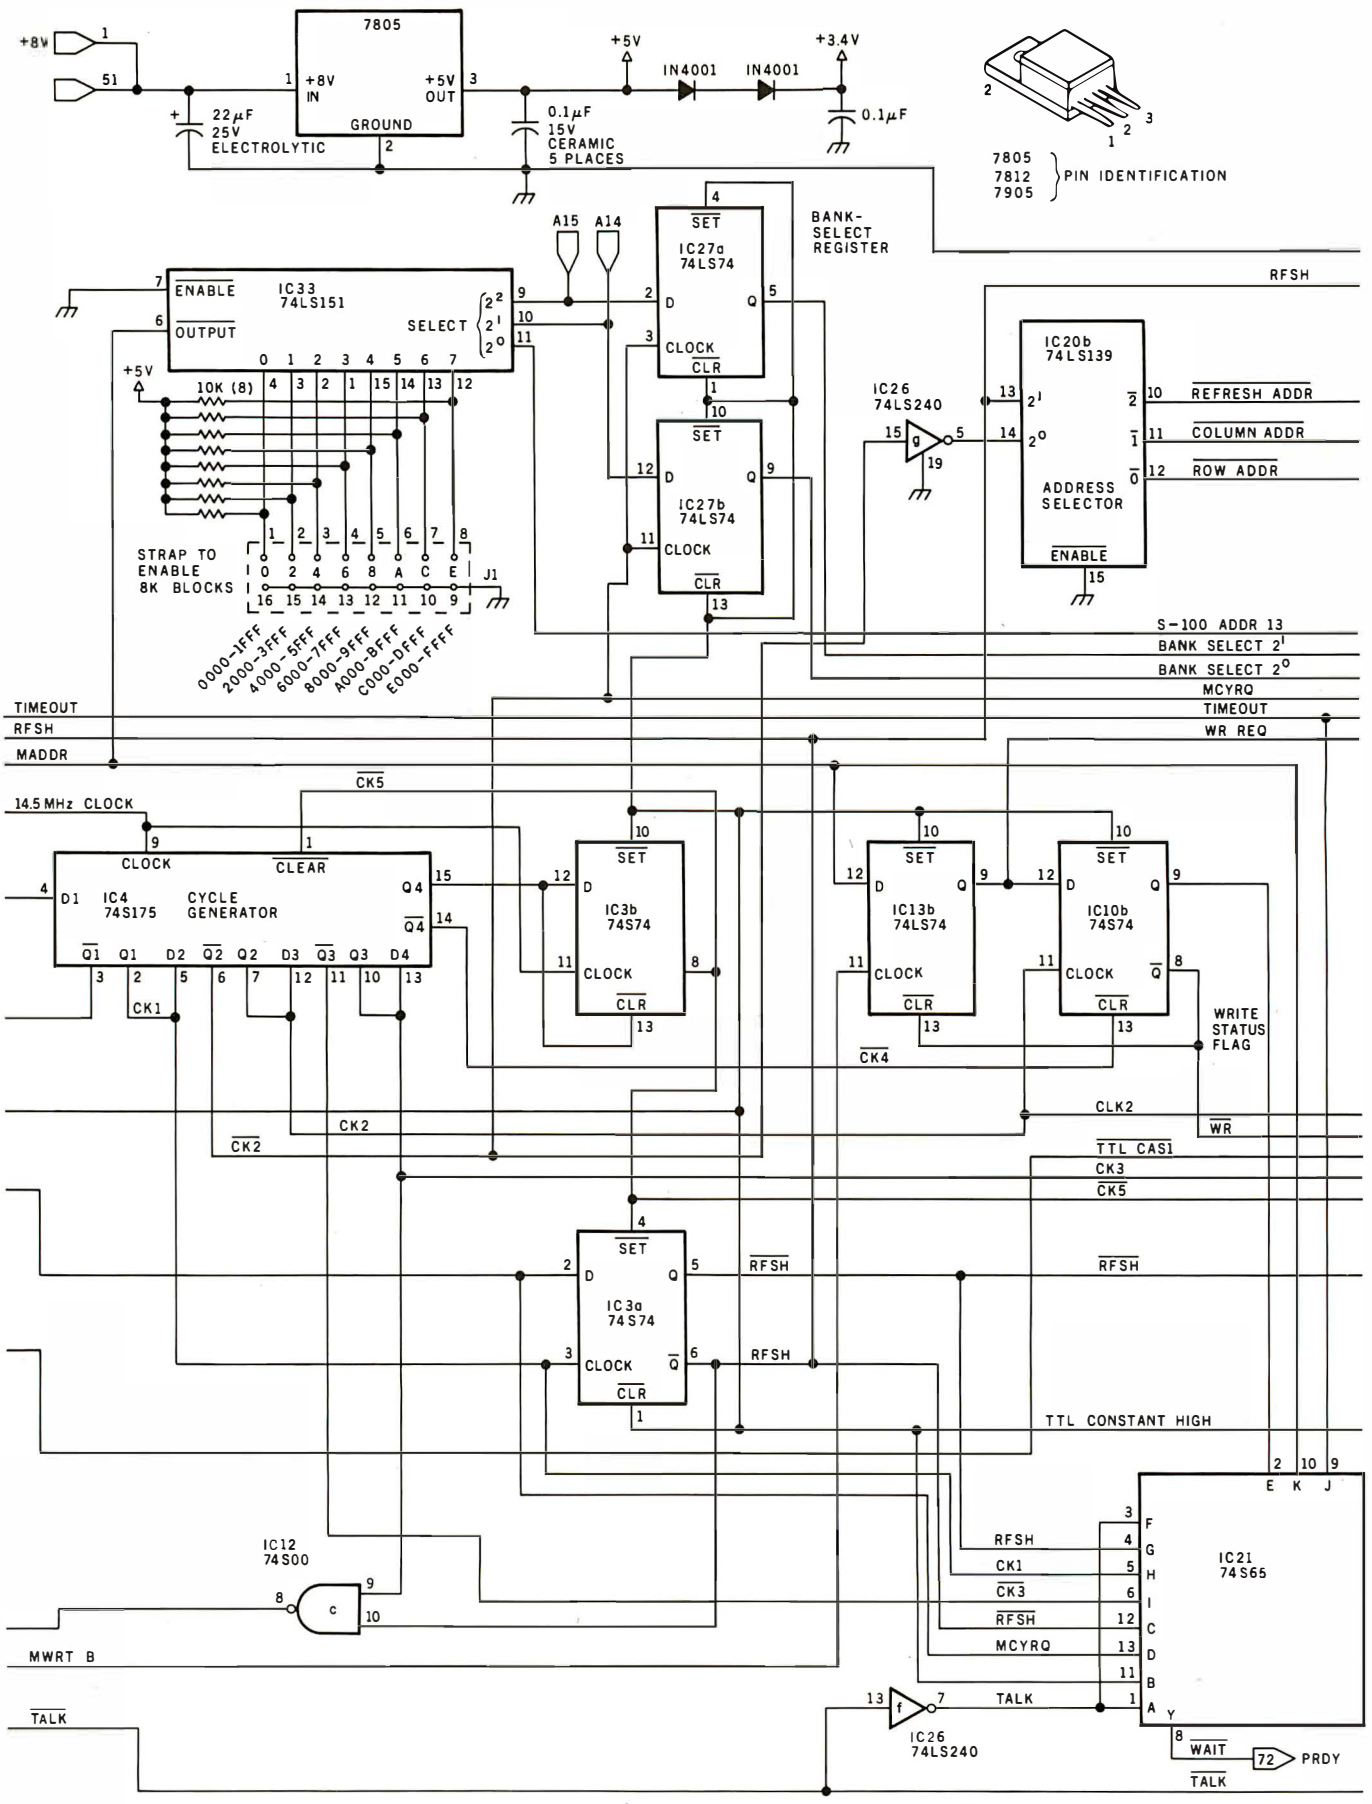 7805
+8V
1
51
1
+8V
IN
+5V
OUT
3
GROUND
2
+
22μF
25V
ELECTROLYTIC
0.1μF
15V
CERAMIC
5 PLACES
+5V
IN4001
IN4001
+3.4V
0.1μF
2
3
2
1
7805
7812
7905
PIN IDENTIFICATION
A15
A14
4
SET
IC27a
74LS74
2
D
Q
5
3
CLOCK
CLR
1
BANK-
SELECT
REGISTER
RFSH
7
ENABLE
IC33
74LS151
6
OUTPUT
SELECT
2²
2¹
2⁰
9
10
11
0 1 2 3 4 5 6 7
4 3 2 1 15 14 13 12
+5V
10K (8)
1 2 3 4 5 6 7 8
0 2 4 6 8 A C E
16 15 14 13 12 11 10 9
J1
STRAP TO
ENABLE
8K BLOCKS
0000-1FFF
2000-3FFF
4000-5FFF
6000-7FFF
8000-9FFF
A000-BFFF
C000-DFFF
E000-FFFF
10
SET
12
D
Q
9
IC27b
74LS74
11
CLOCK
CLR
13
IC26
74LS240
15
g
5
19
IC20b
74LS139
13
2¹
14
2⁰
2
10
REFRESH ADDR
1
11
COLUMN ADDR
0
12
ROW ADDR
ADDRESS
SELECTOR
ENABLE
15
S-100 ADDR 13
BANK SELECT 2¹
BANK SELECT 2⁰
MCYRQ
TIMEOUT
TIMEOUT
RFSH
WR REQ
MADDR
CK5
14.5MHz CLOCK
9
CLOCK
1
CLEAR
4
D1
IC4
74S175
CYCLE
GENERATOR
Q4
15
Q4
14
Q1 Q1 D2 Q2 Q2 D3 Q3 Q3 D4
3 2 5 6 7 12 11 10 13
CK1
10
SET
12
D
IC3b
74S74
11
CLOCK
8
CLR
13
10
SET
12
D
Q
9
IC13b
74LS74
11
CLOCK
CLR
13
10
SET
12
D
Q
9
IC10b
74S74
11
CLOCK
Q
8
CLR
13
WRITE
STATUS
FLAG
CK4
CLK2
CK2
WR
CK2
TTL CAS1
CK3
CK5
4
SET
2
D
Q
5
RFSH
RFSH
IC3a
74S74
3
CLOCK
Q
6
RFSH
CLR
1
TTL CONSTANT HIGH
2 10 9
E K J
IC21
74S65
3
F
RFSH
4
G
CK1
5
H
CK3
6
I
RFSH
12
C
MCYRQ
13
D
11
B
TALK
1
A
Y
8
WAIT
72
PRDY
IC12
74S00
8
c
9
10
MWRT B
TALK
13
f
7
IC26
74LS240
TALK